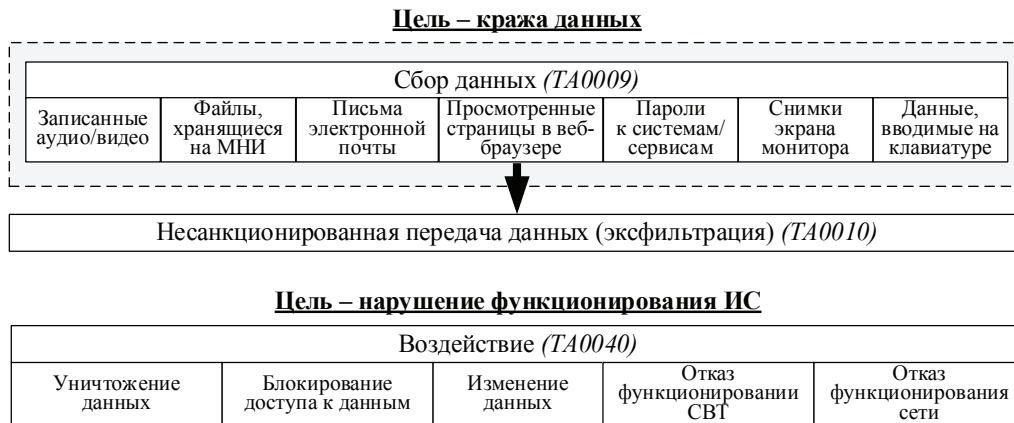 Цель – кража данных
Сбор данных (TA0009)
Записанные
аудио/видео
Файлы,
хранящиеся
на МНИ
Письма
электронной
почты
Просмотренные
страницы в веб-
браузере
Пароли
к системам/
сервисам
Снимки
экрана
монитора
Данные,
вводимые на
клавиатуре
Несанкционированная передача данных (эксфильтрация) (TA0010)
Цель – нарушение функционирования ИС
Воздействие (TA0040)
Уничтожение
данных
Блокирование
доступа к данным
Изменение
данных
Отказ
функционировании
СВТ
Отказ
функционирования
сети